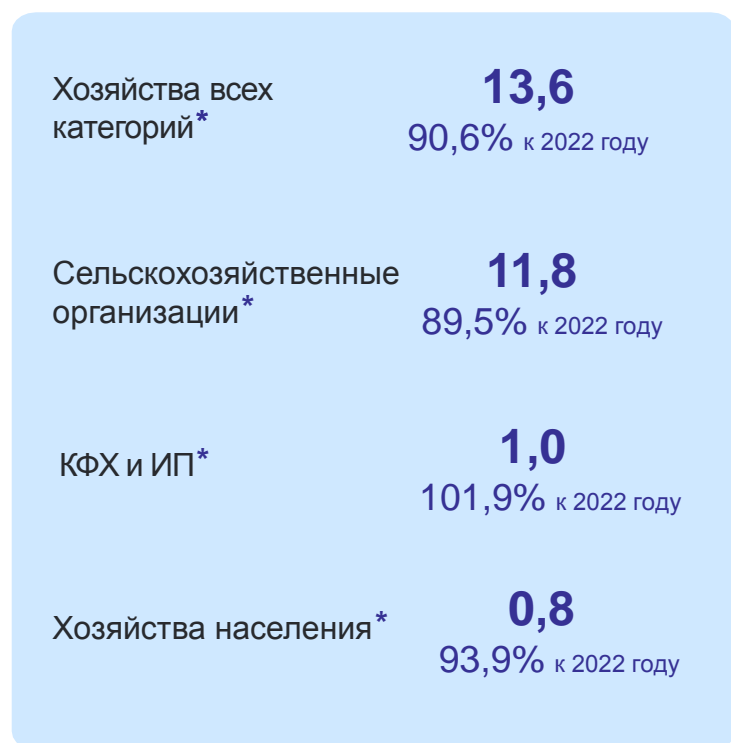 Хозяйства всех
категорий*
13,6
90,6% к 2022 году
Сельскохозяйственные
организации*
11,8
89,5% к 2022 году
КФХ и ИП*
1,0
101,9% к 2022 году
Хозяйства населения*
0,8
93,9% к 2022 году